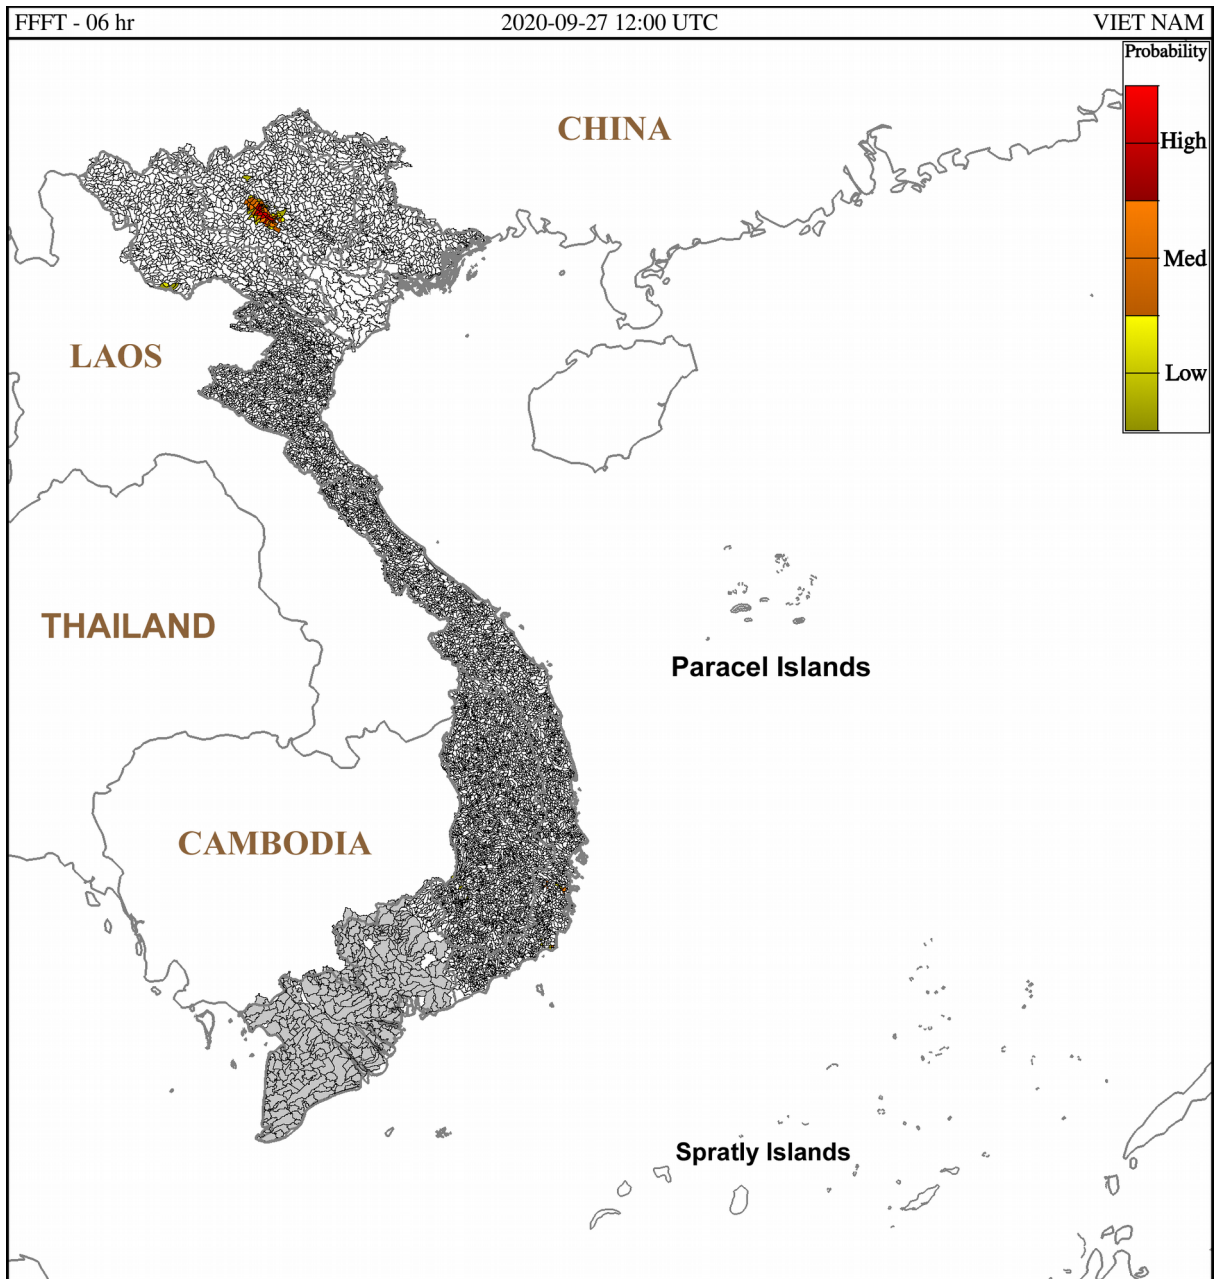 FFFT - 06 hr
2020-09-27 12:00 UTC
VIET NAM
Probability
High
Med
Low
CHINA
LAOS
THAILAND
Paracel Islands
CAMBODIA
Spratly Islands